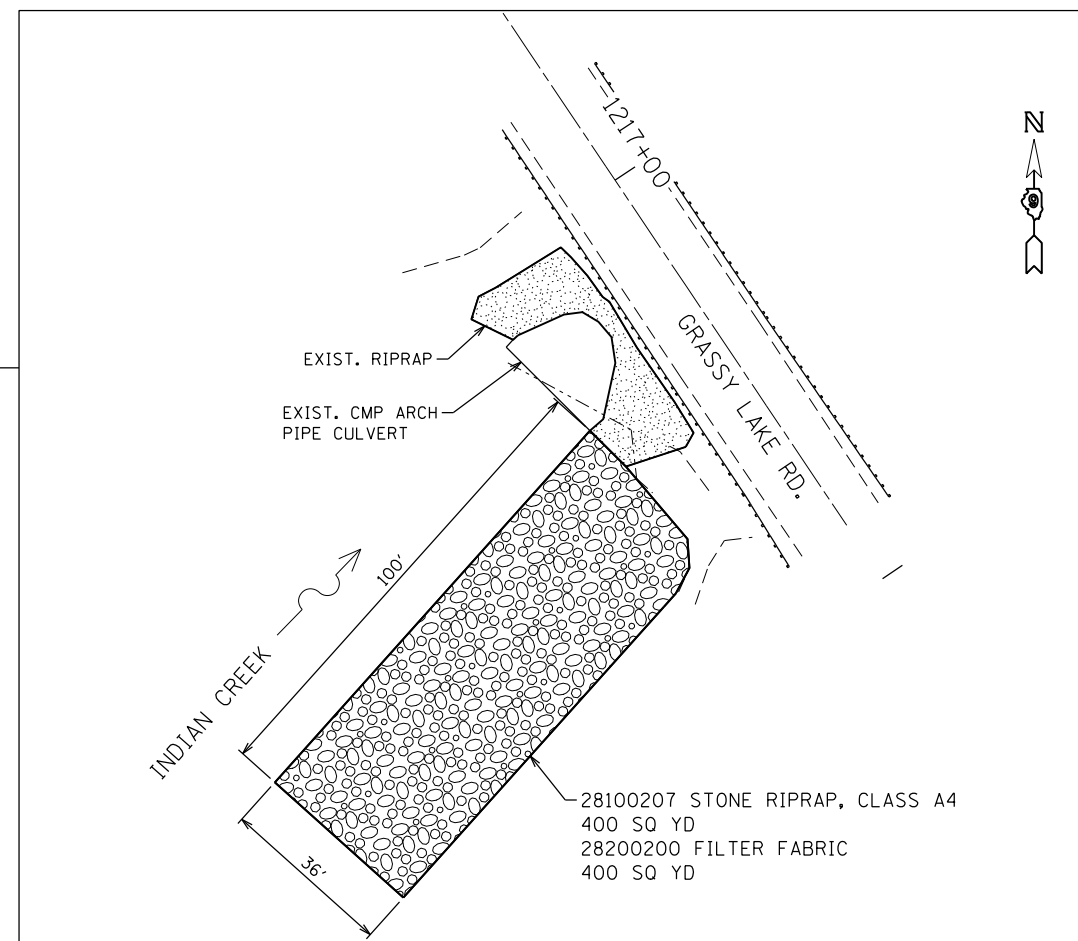 1217+00
N
GRASSY LAKE RD.
EXIST. RIPRAP
EXIST. CMP ARCH
PIPE CULVERT
100'
INDIAN CREEK
36'
28100207 STONE RIPRAP, CLASS A4
400 SQ YD
28200200 FILTER FABRIC
400 SQ YD